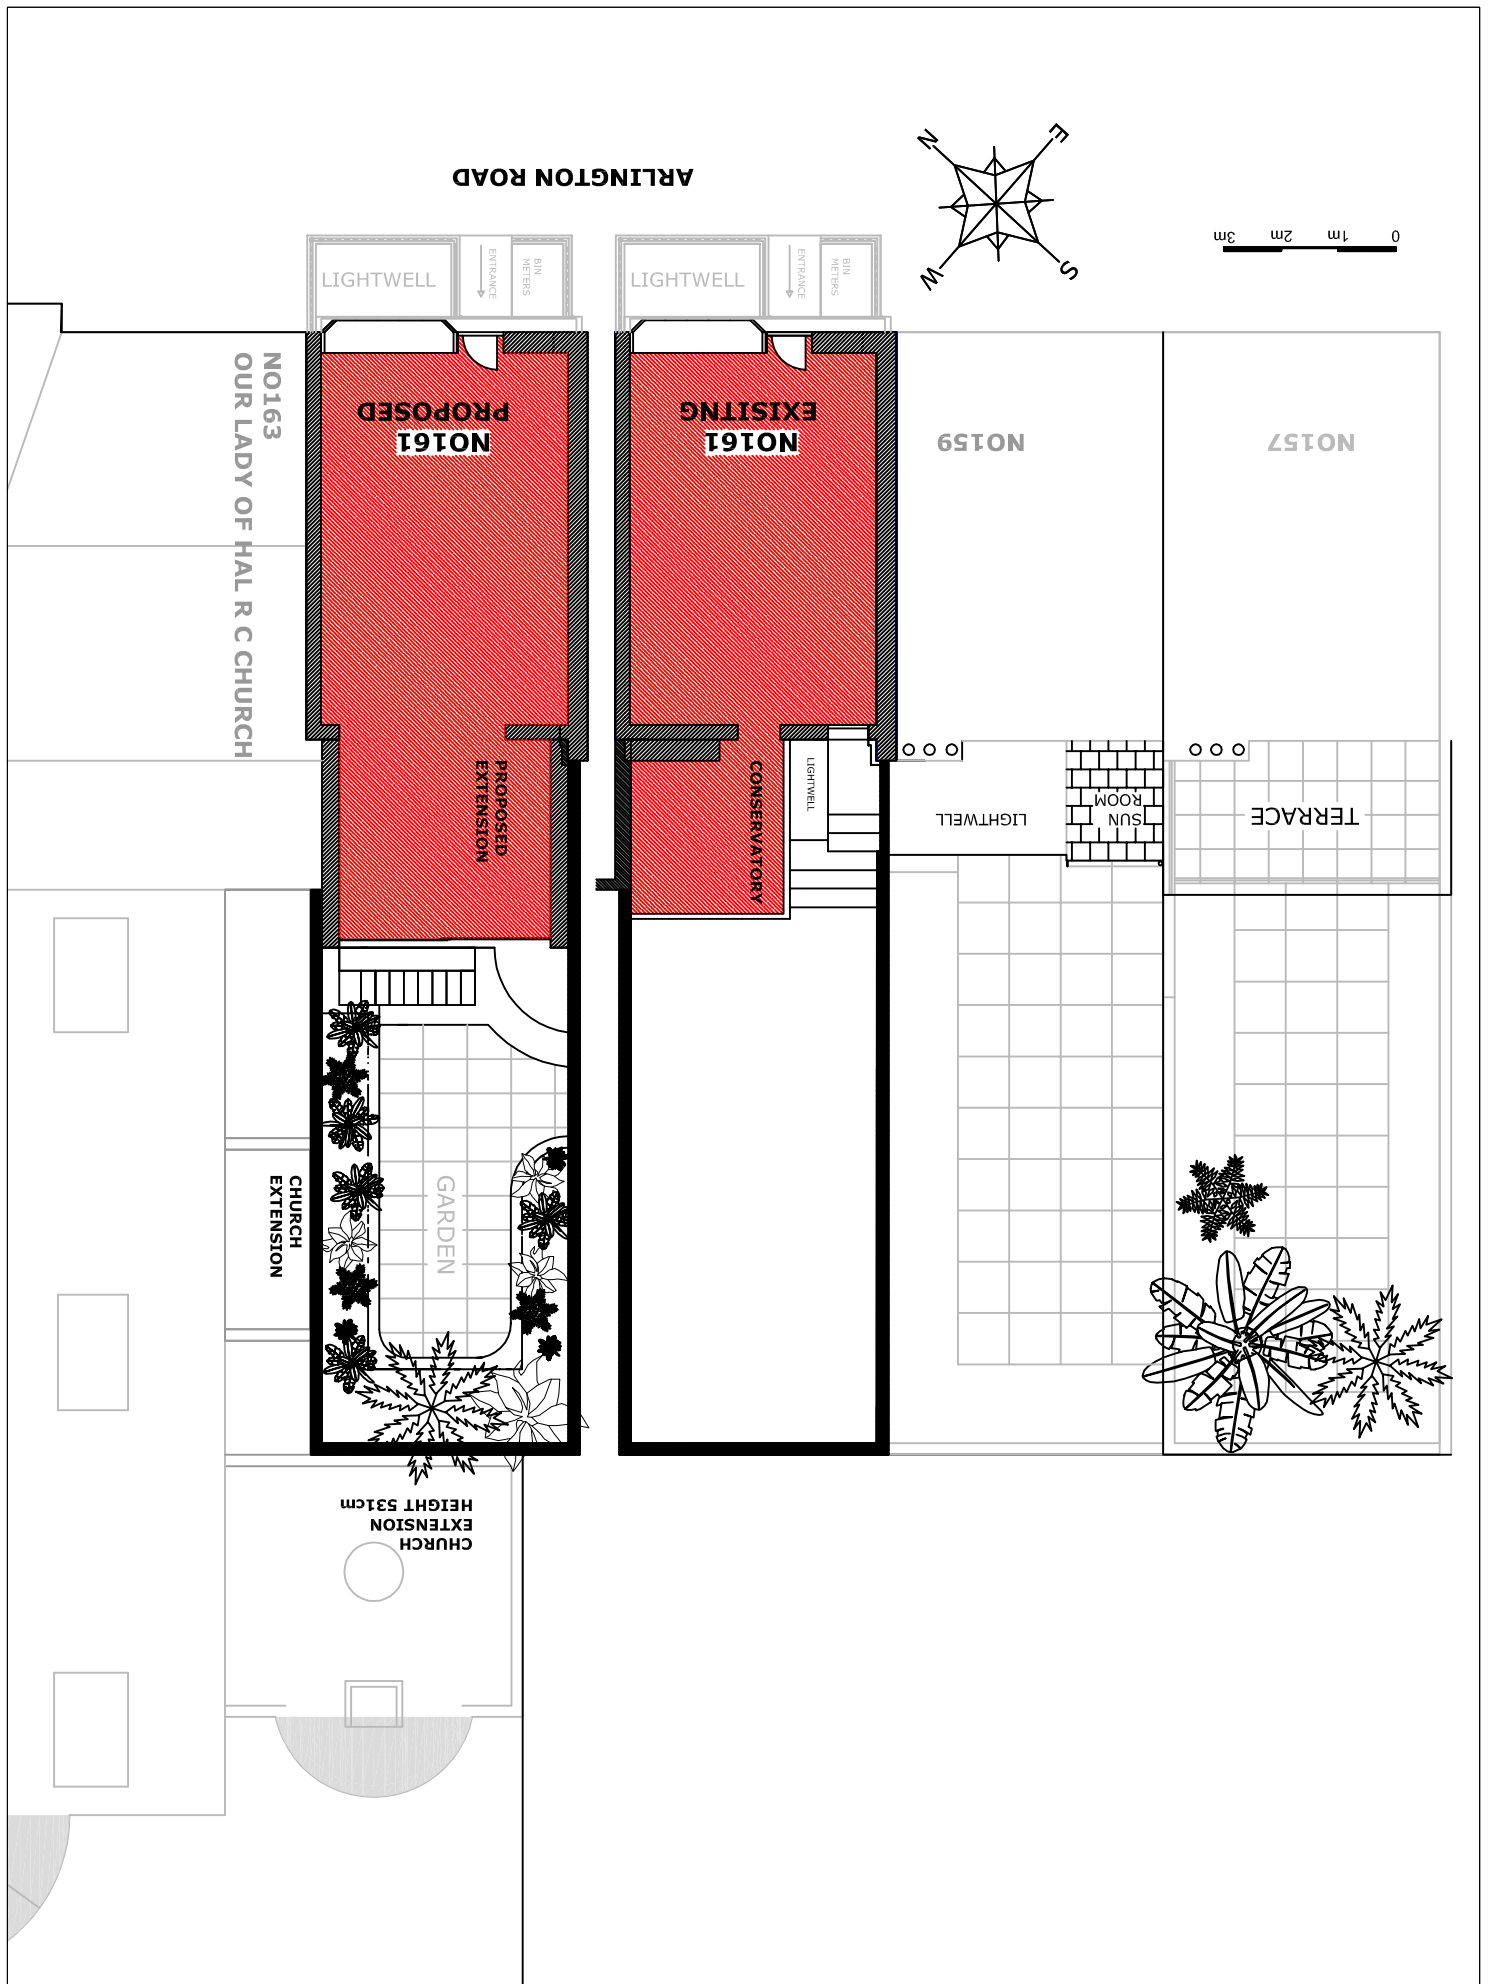 ARLINGTON ROAD
N
E
W
S
3m
2m
1m
0
LIGHTWELL
ENTRANCE
BIN
METERS
LIGHTWELL
ENTRANCE
BIN
METERS
NO163
OUR LADY OF HAL R C CHURCH
PROPOSED
NO161
EXISITNG
NO161
NO159
NO157
PROPOSED
EXTENSION
CONSERVATORY
LIGHTWELL
LIGHTWELL
SUN
ROOM
TERRACE
GARDEN
CHURCH
EXTENSION
CHURCH
EXTENSION
HEIGHT 531cm